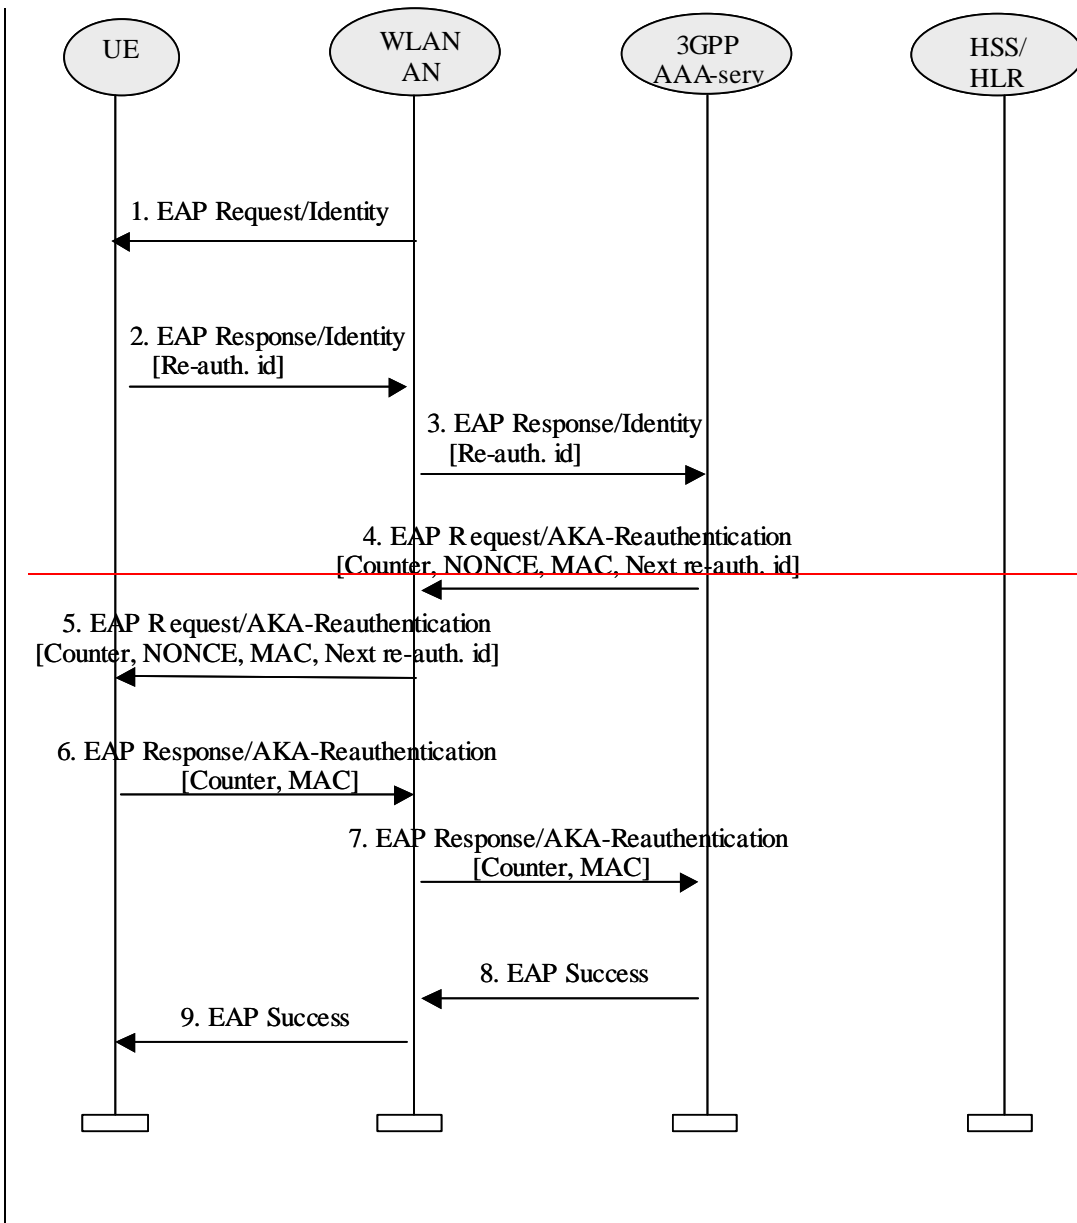 UE
WLAN
AN
3GPP
AAA-serv
HSS/
HLR
1. EAP Request/Identity
2. EAP Response/Identity
[Re-auth. id]
3. EAP Response/Identity
[Re-auth. id]
4. EAP Request/AKA-Reauthentication
[Counter, NONCE, MAC, Next re-auth. id]
5. EAP Request/AKA-Reauthentication
[Counter, NONCE, MAC, Next re-auth. id]
6. EAP Response/AKA-Reauthentication
[Counter, MAC]
7. EAP Response/AKA-Reauthentication
[Counter, MAC]
8. EAP Success
9. EAP Success